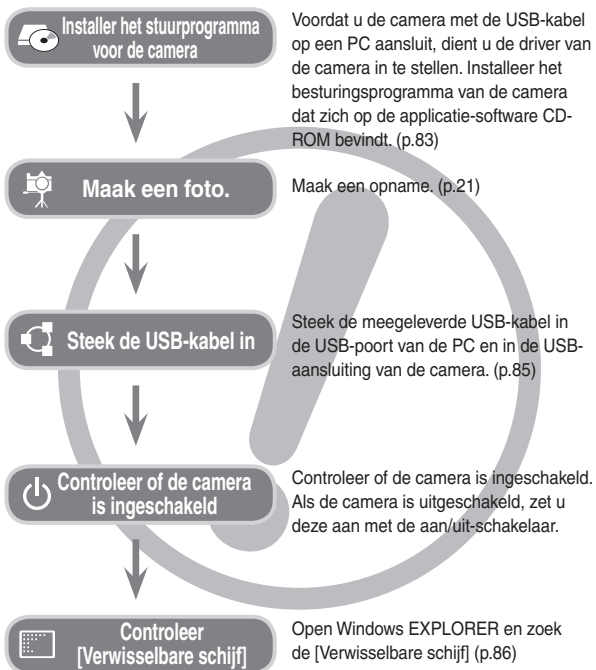 Installer het stuurprogramma
voor de camera
Voordat u de camera met de USB-kabel
op een PC aansluit, dient u de driver van
de camera in te stellen. Installeer het
besturingsprogramma van de camera
dat zich op de applicatie-software CD-
ROM bevindt. (p.83)
Maak een foto.
Maak een opname. (p.21)
Steek de USB-kabel in
Steek de meegeleverde USB-kabel in
de USB-poort van de PC en in de USB-
aansluiting van de camera. (p.85)
Controleer of de camera
is ingeschakeld
Controleer of de camera is ingeschakeld.
Als de camera is uitgeschakeld, zet u
deze aan met de aan/uit-schakelaar.
Controleer
[Verwisselbare schijf]
Open Windows EXPLORER en zoek
de [Verwisselbare schijf] (p.86)